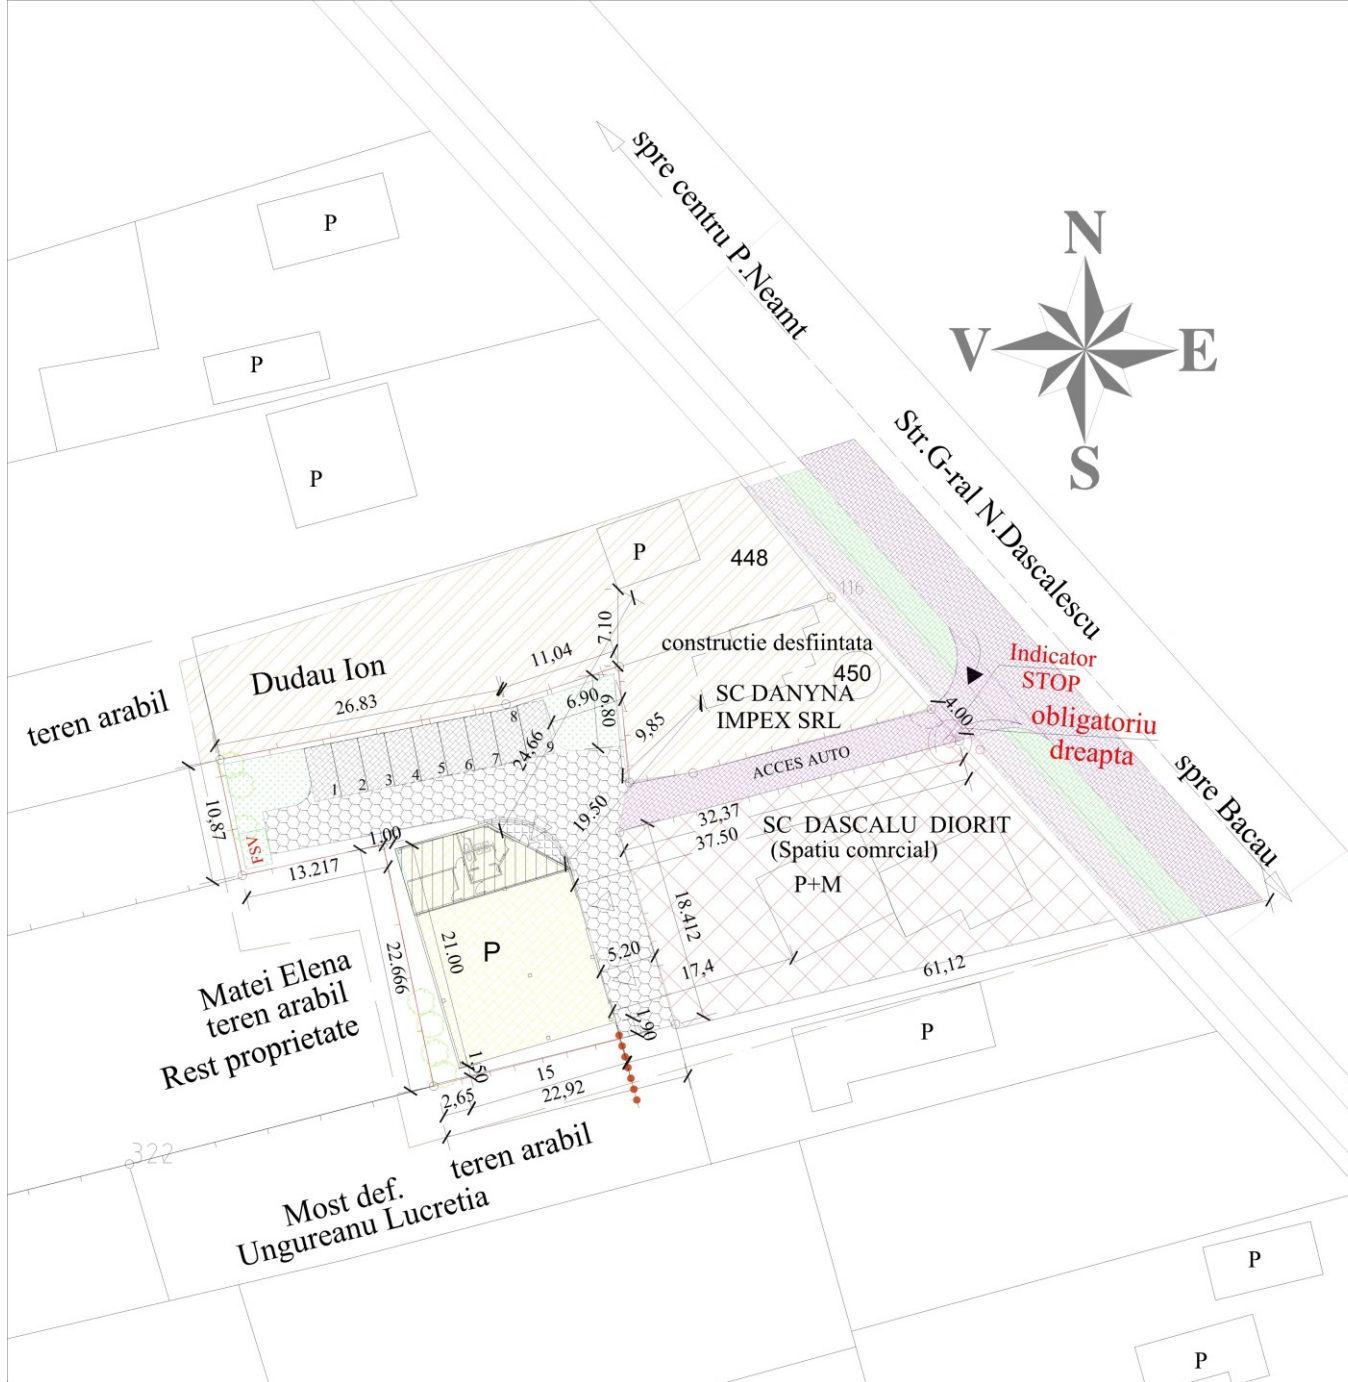 spre centru P.Neamt
N
V
E
S
P
P
P
Str.G-ral N.Dascalescu
P
448
116
7.10
constructie desfiintata
Dudau Ion
11,04
450
Indicator
STOP
26.83
6.90
6.80
SC DANYNA
IMPEX SRL
4.00
obligatoriu
dreapta
teren arabil
8
9
24,66
9,85
7
6
5
4
3
2
1
ACCES AUTO
spre Bacau
10,87
FSV
1.00
19.50
32,37
37.50
SC DASCALU DIORIT
(Spatiu comrcial)
P+M
13.217
22.666
21.00
P
18.412
5.20
17,4
61,12
Matei Elena
teren arabil
Rest proprietate
1.90
P
1.50
15
2,65
22,92
322
teren arabil
Most def.
Ungureanu Lucretia
P
P